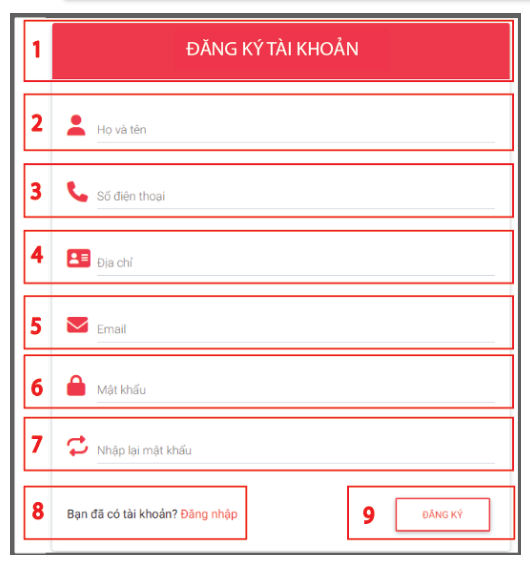 1 ĐĂNG KÝ TÀI KHOẢN
2 Họ và tên
3 Số điện thoại
4 Địa chỉ
5 Email
6 Mật khẩu
7 Nhập lại mật khẩu
8 Bạn đã có tài khoản? Đăng nhập
9 ĐĂNG KÝ